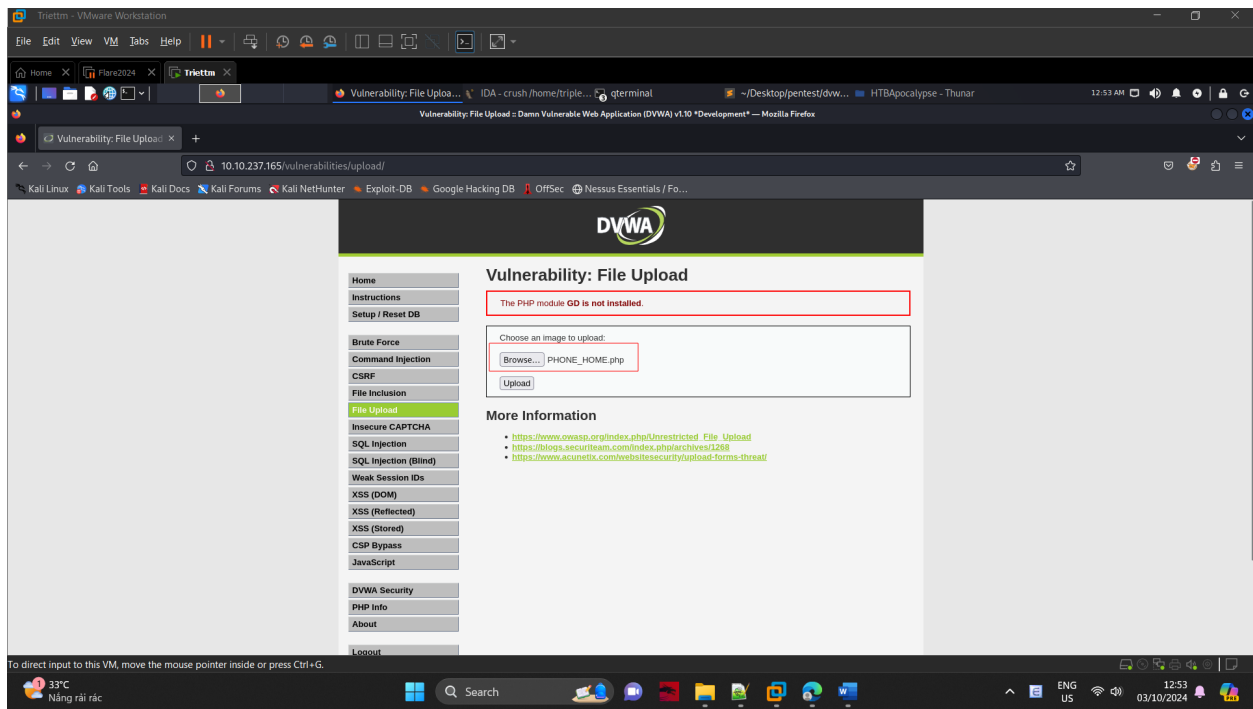 Triettm - VMware Workstation
File Edit View VM Tabs Help
Home Flare2024 Triettm
Vulnerability: File Uploa... IDA - crush /home/triple... qterminal ~/Desktop/pentest/dvw... HTBApocalypse - Thunar 12:53 AM
Vulnerability: File Upload :: Damn Vulnerable Web Application (DVWA) v1.10 *Development* — Mozilla Firefox
Vulnerability: File Upload
10.10.237.165/vulnerabilities/upload/
Kali Linux Kali Tools Kali Docs Kali Forums Kali NetHunter Exploit-DB Google Hacking DB OffSec Nessus Essentials / Fo...
DVWA
Home
Instructions
Setup / Reset DB
Brute Force
Command Injection
CSRF
File Inclusion
File Upload
Insecure CAPTCHA
SQL Injection
SQL Injection (Blind)
Weak Session IDs
XSS (DOM)
XSS (Reflected)
XSS (Stored)
CSP Bypass
JavaScript
DVWA Security
PHP Info
About
Logout
Vulnerability: File Upload
The PHP module GD is not installed.
Choose an image to upload:
Browse... PHONE_HOME.php
Upload
More Information
https://www.owasp.org/index.php/Unrestricted_File_Upload
https://blogs.securiteam.com/index.php/archives/1268
https://www.acunetix.com/websitesecurity/upload-forms-threat/
To direct input to this VM, move the mouse pointer inside or press Ctrl+G.
1
33°C
Nắng rải rác
Search
ENG
US
12:53
03/10/2024